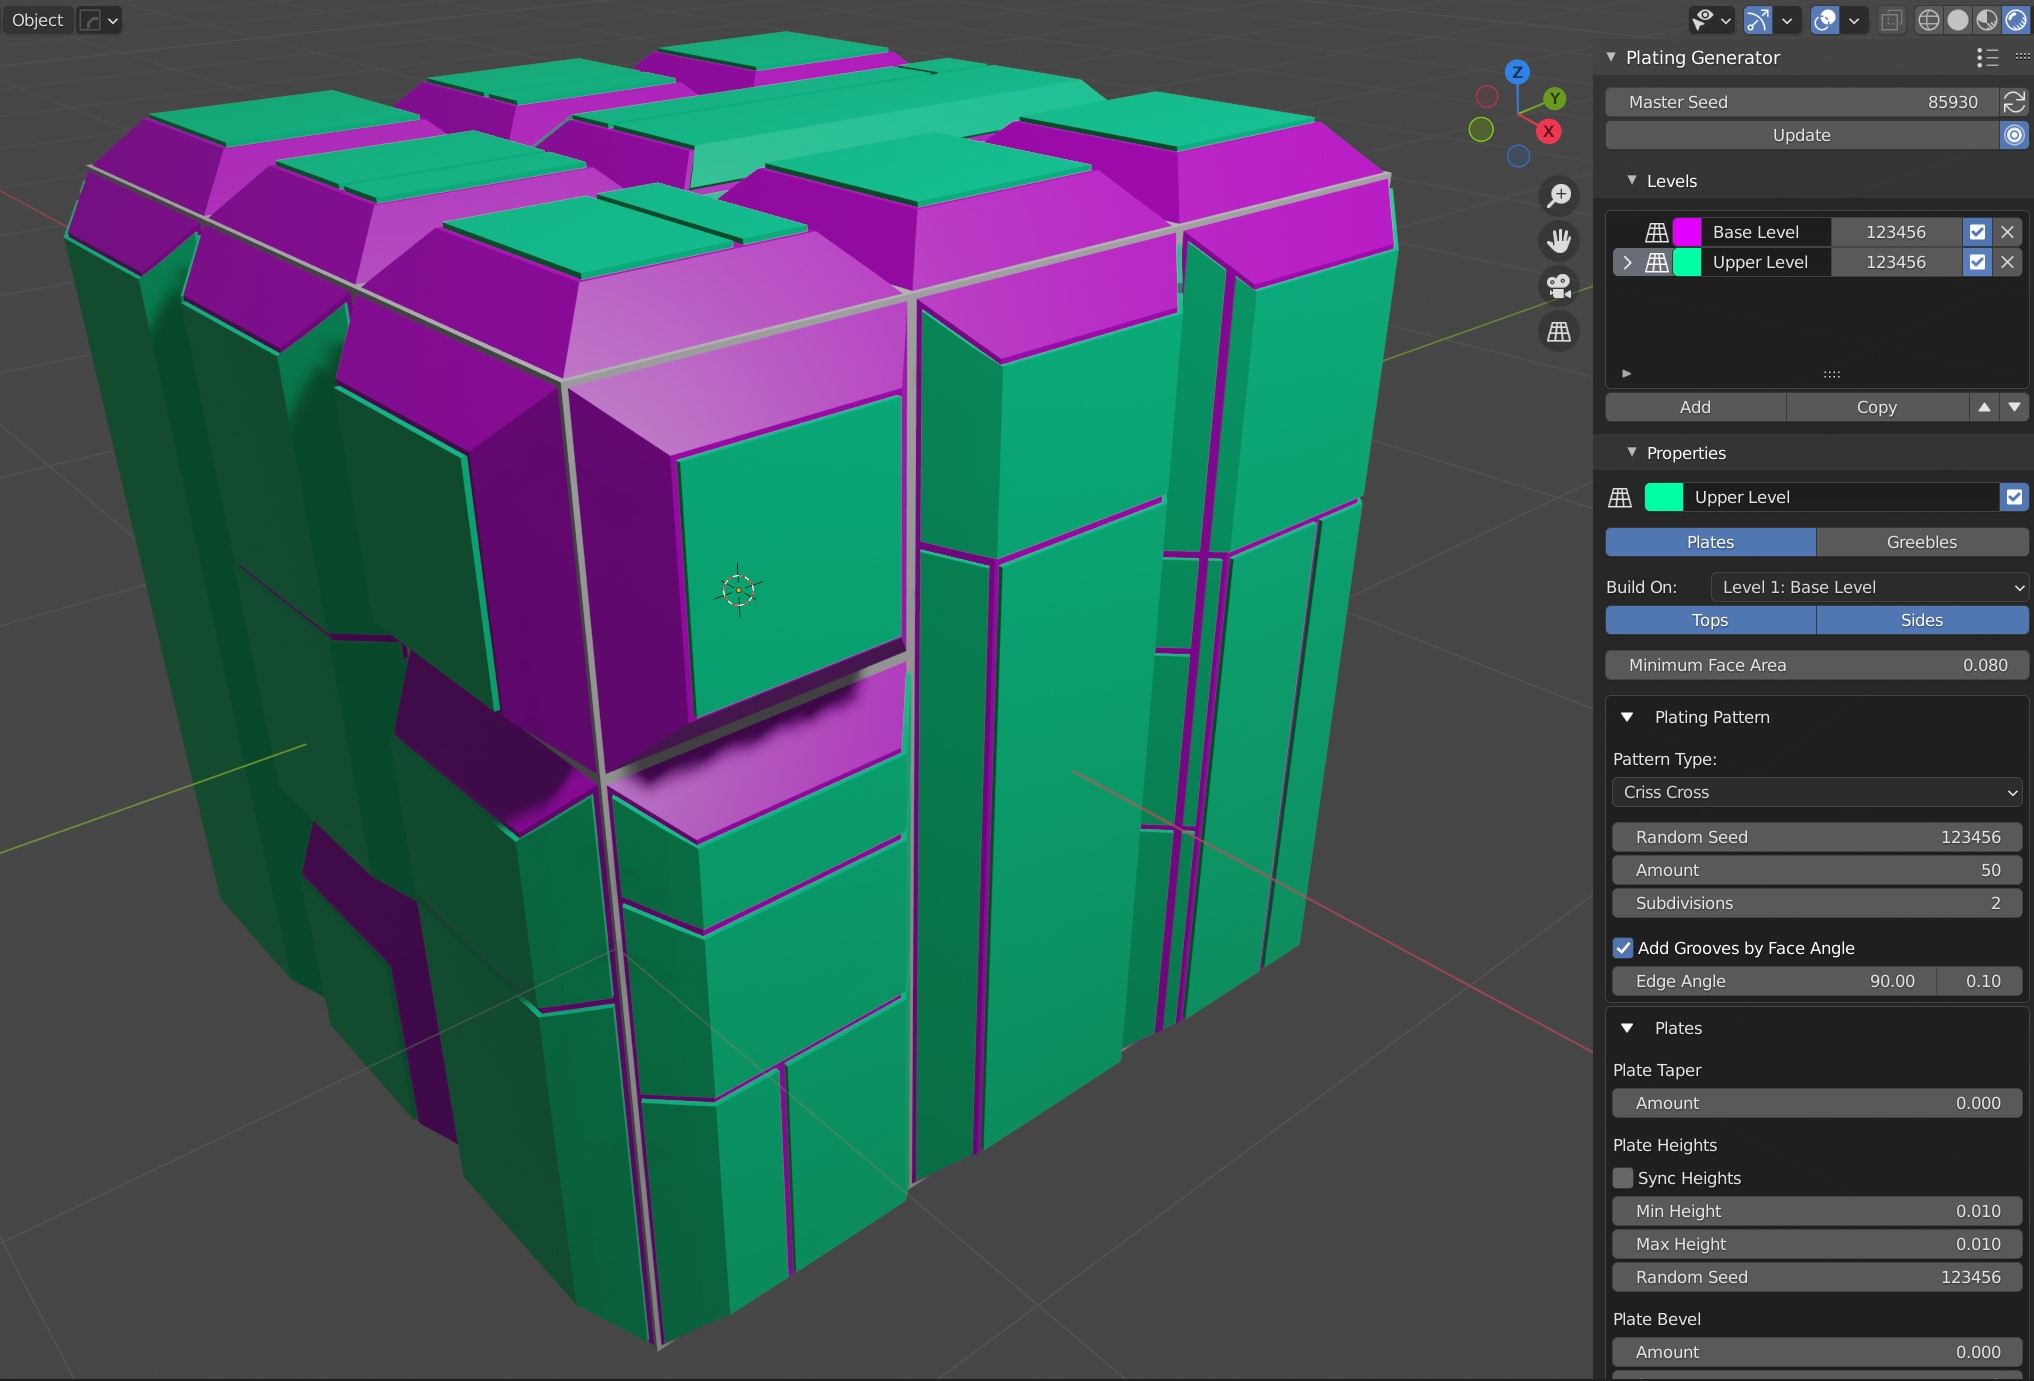 Object
Z
Y
X
Plating Generator
Master Seed 85930
Update
Levels
Base Level 123456
Upper Level 123456
Add Copy
Properties
Upper Level
Plates Greebles
Build On: Level 1: Base Level
Tops Sides
Minimum Face Area 0.080
Plating Pattern
Pattern Type:
Criss Cross
Random Seed 123456
Amount 50
Subdivisions 2
Add Grooves by Face Angle
Edge Angle 90.00 0.10
Plates
Plate Taper
Amount 0.000
Plate Heights
Sync Heights
Min Height 0.010
Max Height 0.010
Random Seed 123456
Plate Bevel
Amount 0.000